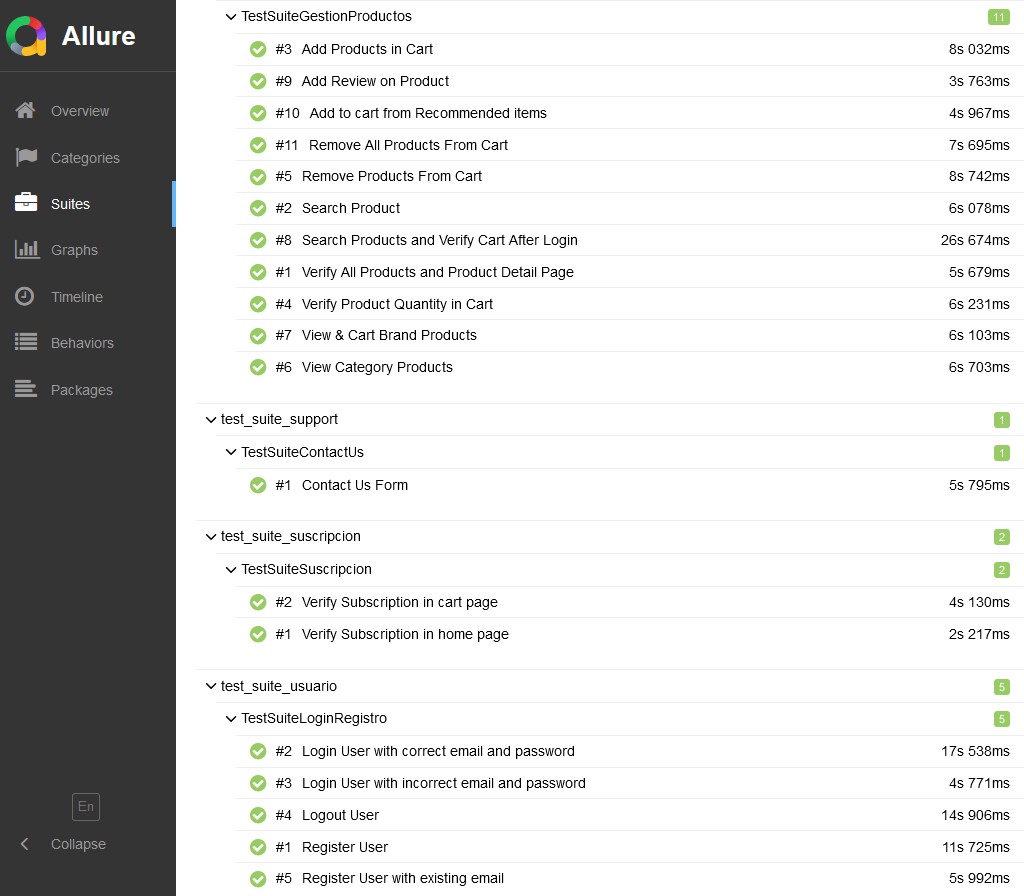 Allure
Overview
Categories
Suites
Graphs
Timeline
Behaviors
Packages
En
Collapse
TestSuiteGestionProductos 11
#3 Add Products in Cart 8s 032ms
#9 Add Review on Product 3s 763ms
#10 Add to cart from Recommended items 4s 967ms
#11 Remove All Products From Cart 7s 695ms
#5 Remove Products From Cart 8s 742ms
#2 Search Product 6s 078ms
#8 Search Products and Verify Cart After Login 26s 674ms
#1 Verify All Products and Product Detail Page 5s 679ms
#4 Verify Product Quantity in Cart 6s 231ms
#7 View & Cart Brand Products 6s 103ms
#6 View Category Products 6s 703ms
test_suite_support 1
TestSuiteContactUs 1
#1 Contact Us Form 5s 795ms
test_suite_suscripcion 2
TestSuiteSuscripcion 2
#2 Verify Subscription in cart page 4s 130ms
#1 Verify Subscription in home page 2s 217ms
test_suite_usuario 5
TestSuiteLoginRegistro 5
#2 Login User with correct email and password 17s 538ms
#3 Login User with incorrect email and password 4s 771ms
#4 Logout User 14s 906ms
#1 Register User 11s 725ms
#5 Register User with existing email 5s 992ms